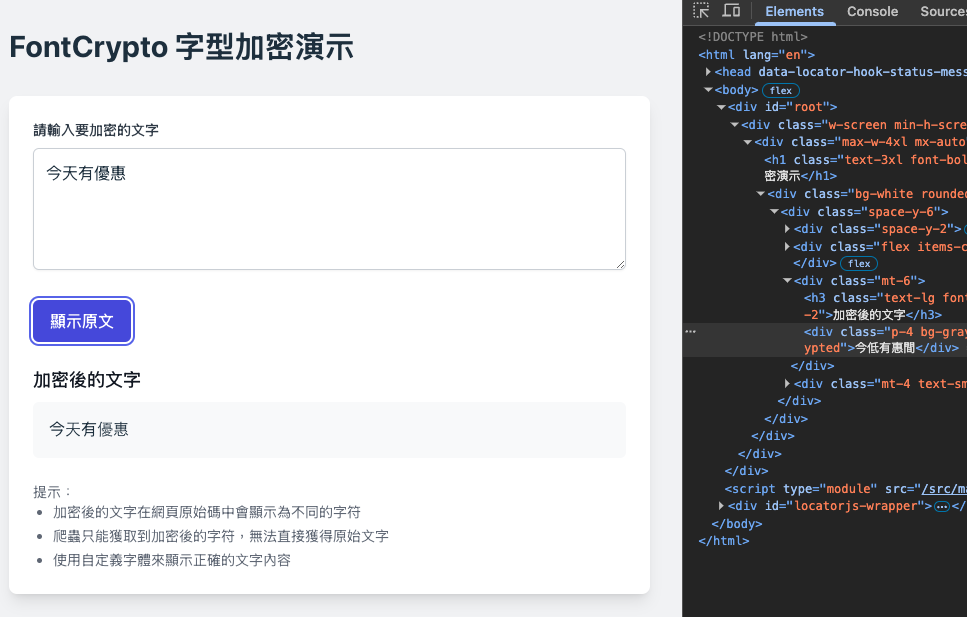 FontCrypto 字型加密演示
請輸入要加密的文字
今天有優惠
顯示原文
加密後的文字
今天有優惠
提示：
加密後的文字在網頁原始碼中會顯示為不同的字符
爬蟲只能獲取到加密後的字符，無法直接獲得原始文字
使用自定義字體來顯示正確的文字內容
Elements Console Sources
<!DOCTYPE html>
<html lang="en">
<head data-locator-hook-status-mess
<body> flex
<div id="root">
<div class="w-screen min-h-scre
<div class="max-w-4xl mx-auto
<h1 class="text-3xl font-bol
密演示</h1>
<div class="bg-white rounded
<div class="space-y-6">
<div class="space-y-2">
<div class="flex items-c
</div> flex
<div class="mt-6">
<h3 class="text-lg font
-2">加密後的文字</h3>
<div class="p-4 bg-gray
ypted">今低有惠間</div>
</div>
<div class="mt-4 text-sm
</div>
</div>
</div>
</div>
</div>
<script type="module" src="/src/ma
<div id="locatorjs-wrapper">…</
</body>
</html>